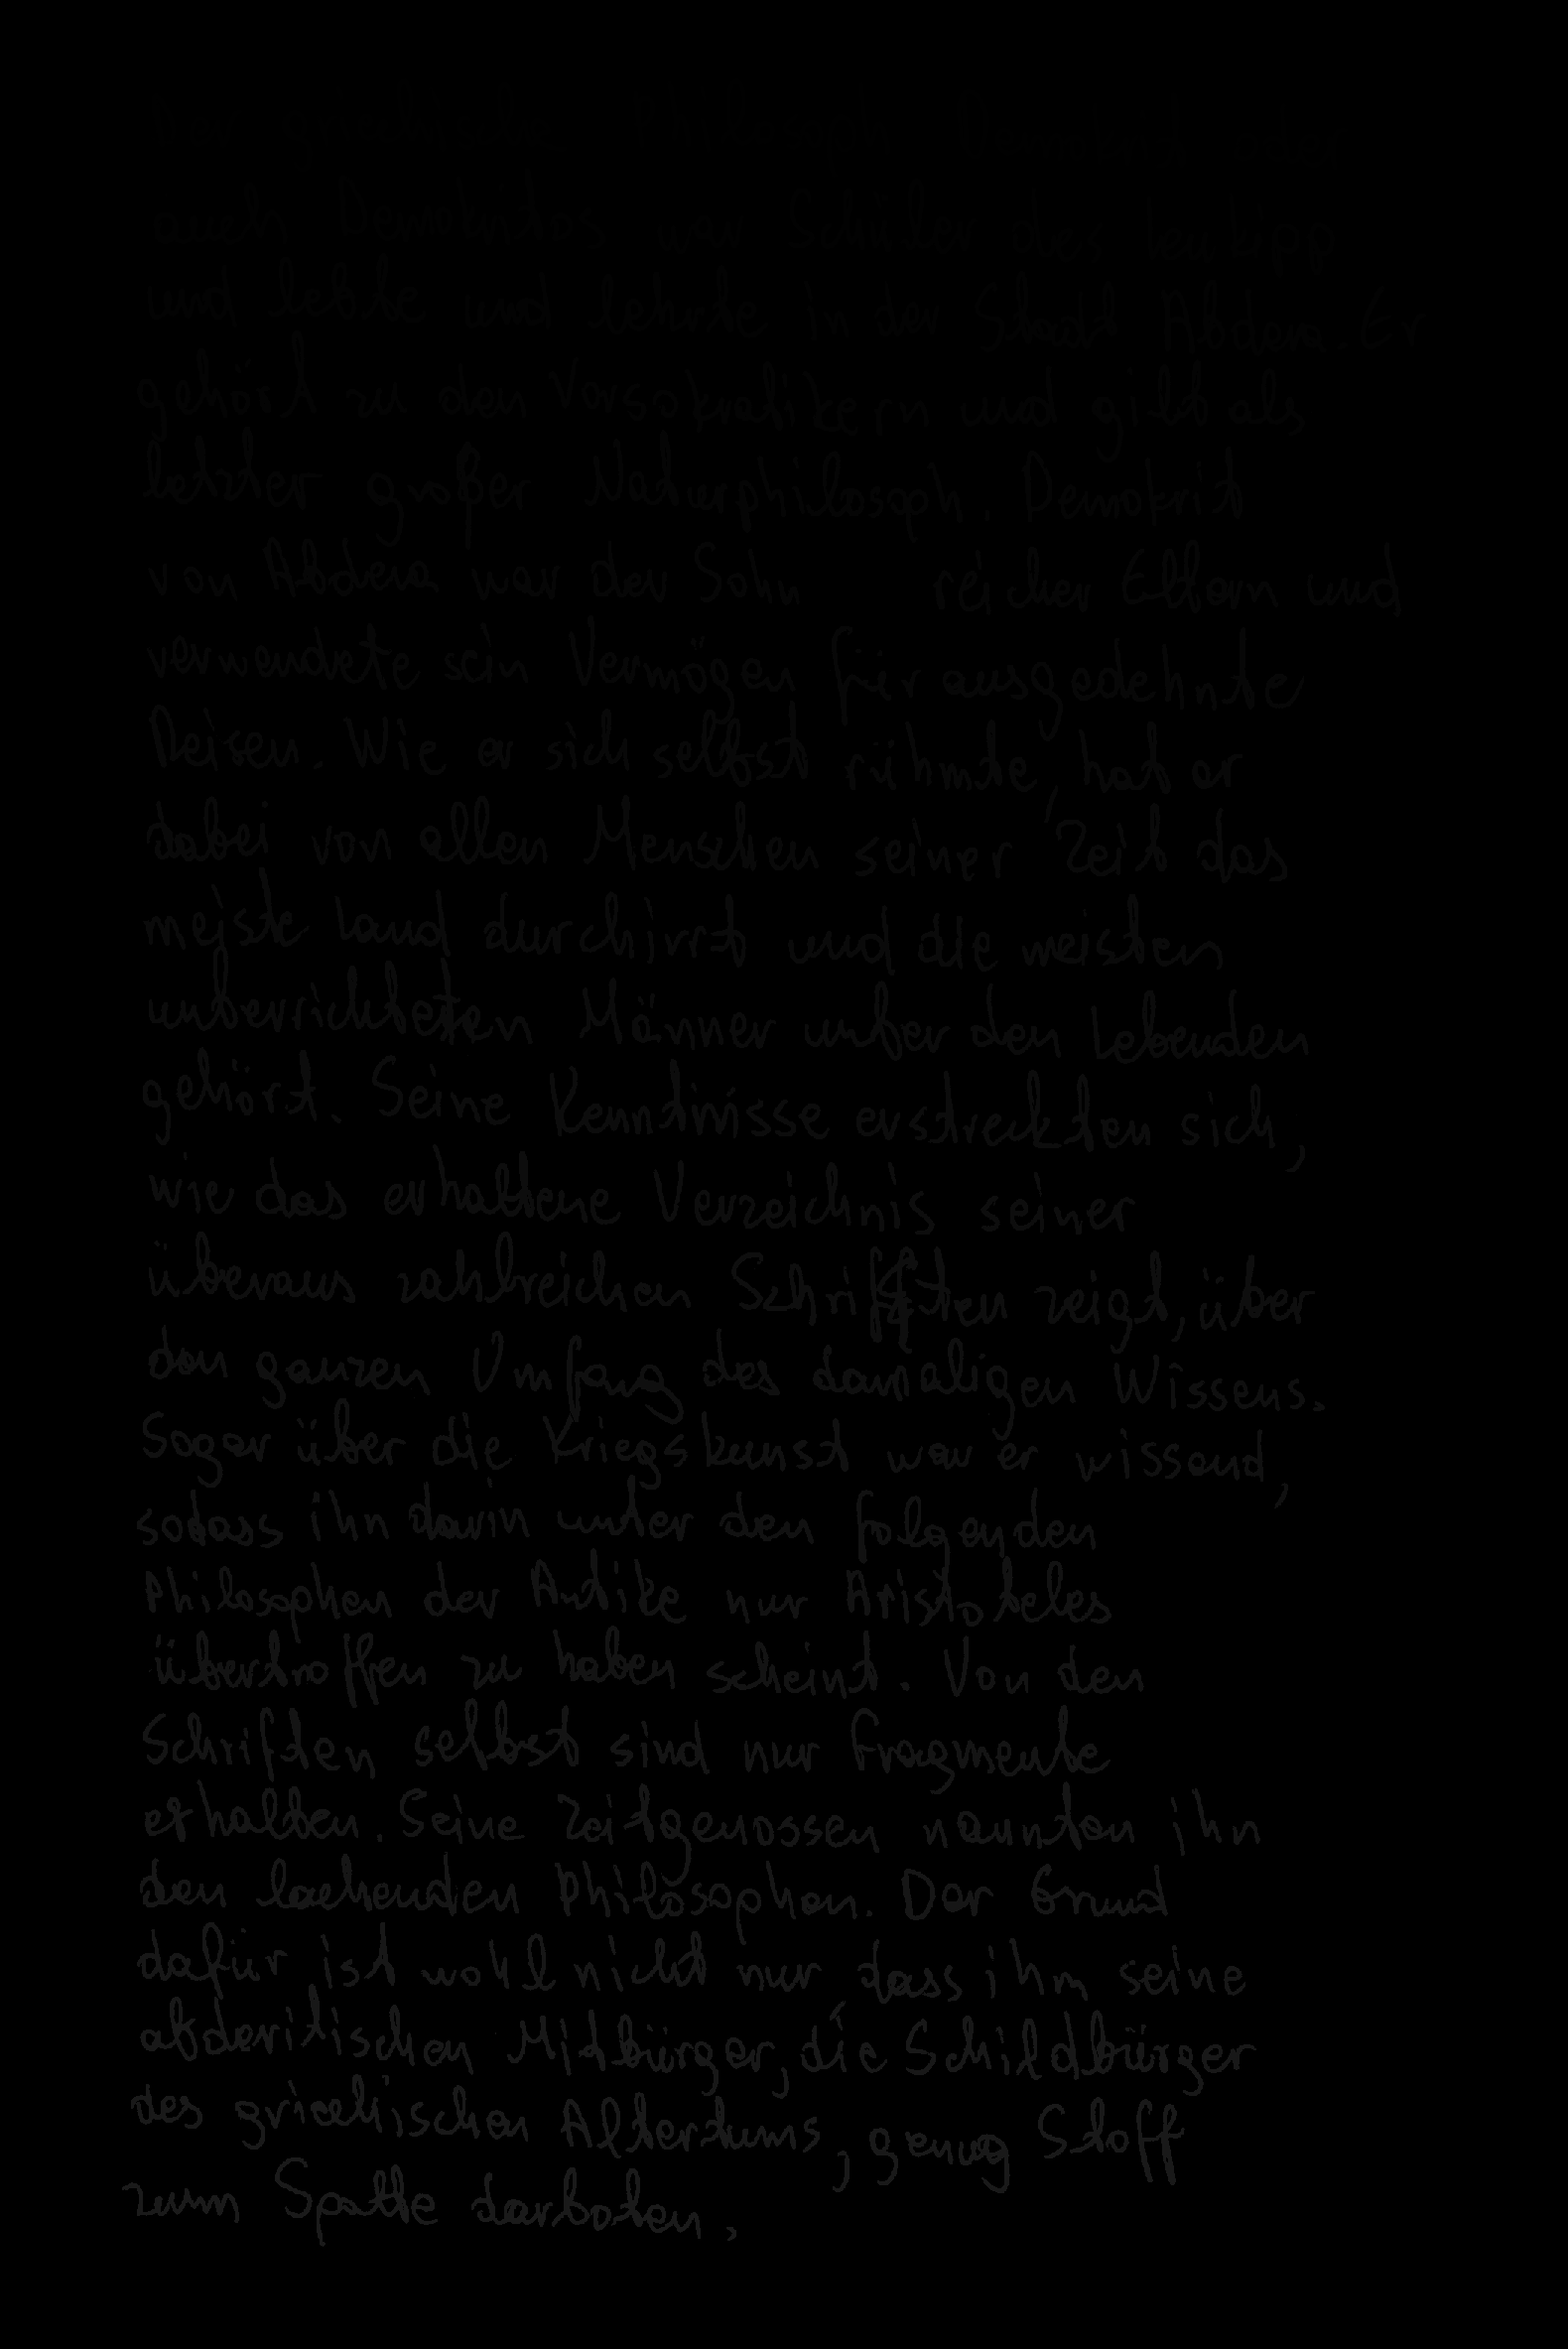 Der griechische Philosoph Demokrit oder
auch Demokritos war Schüler des Leukipp
und lebte und lehrte in der Stadt Abdera. Er
gehört zu den Vorsokratikern und gibt als
letzter großer Naturphilosoph. Demokrit
von Abdera war der Sohn reicher Eltern und
verwendete sein Vermögen für ausgedehnte
Reisen. Wie er sich selbst rühmte, hat er
dabei von allen Menschen seiner Zeit das
meiste Land durchirrt und die meisten
unterrichteten Männer unter den Lebenden
gehört. Seine Kenntnisse erstreckten sich,
wie das erhaltene Verzeichnis seiner
überaus zahlreichen Schriften zeigt, über
den ganzen Umfang des damaligen Wissens.
Sogar über die Kriegskunst war er wissend,
sodass ihn darin unter den folgenden
Philosophen der Antike nur Aristoteles
übertroffen zu haben scheint. Von den
Schriften selbst sind nur Fragmente
erhalten. Seine Zeitgenossen nannten ihn
den lachenden Philosophen. Der Grund
dafür ist wohl nicht nur, dass ihm seine
abderitischen Mitbürger, die Schildbürger
des griechischen Altertums, genug Stoff
zum Spotte darboten.